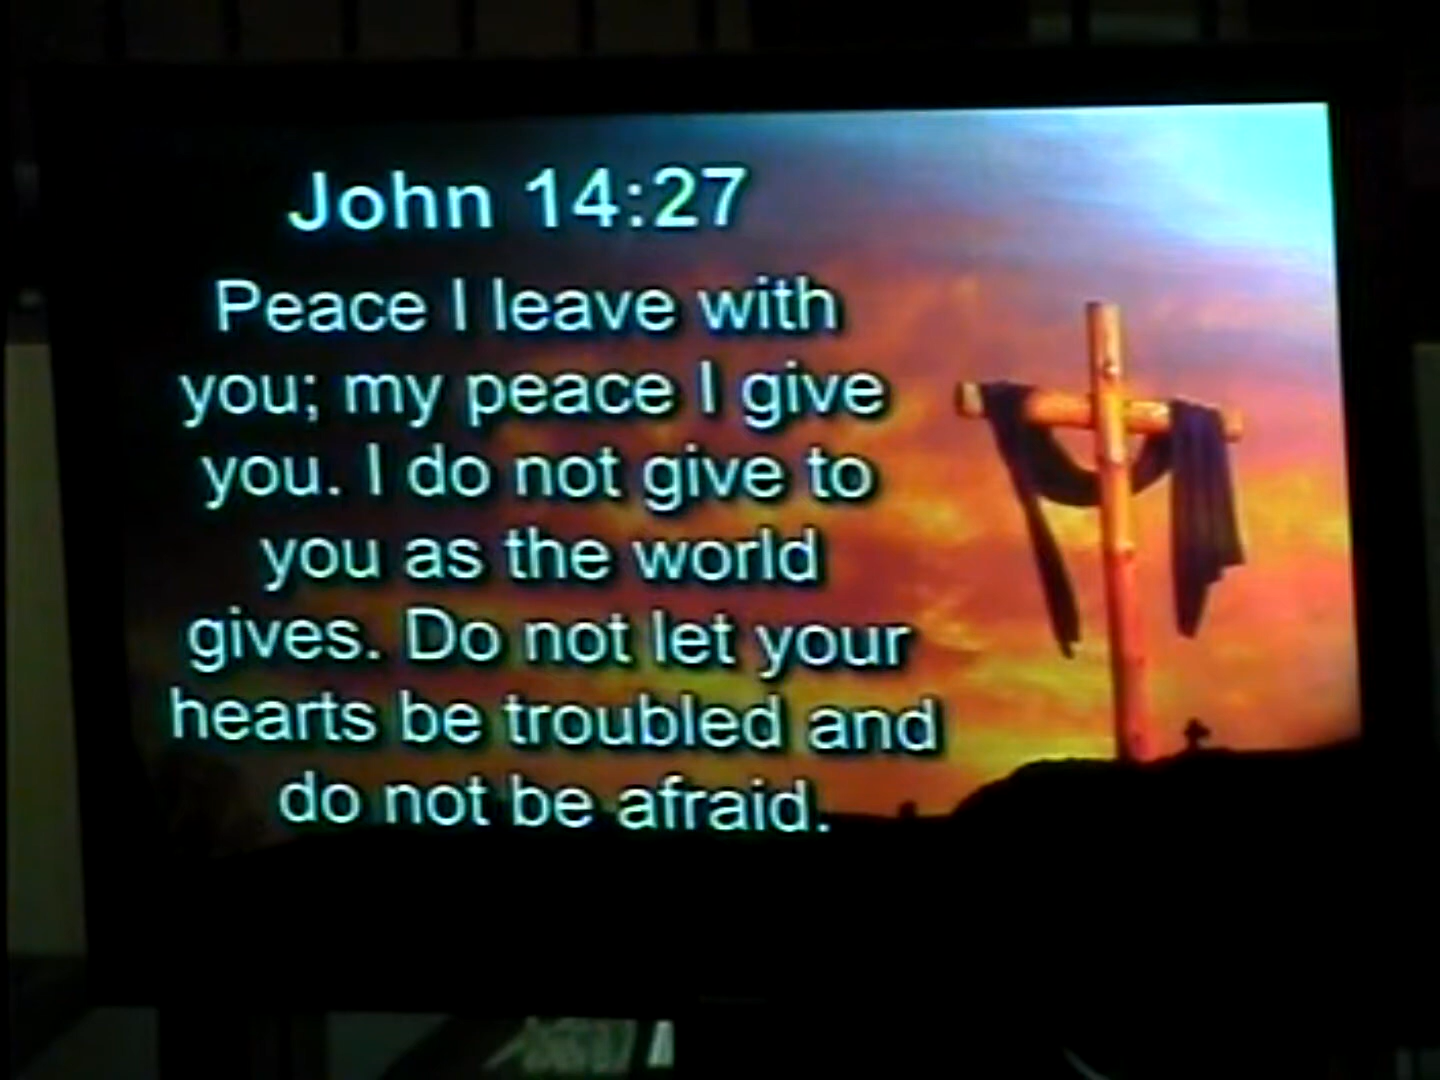 John 14:27
Peace I leave with
you; my peace I give
you. I do not give to
you as the world
gives. Do not let your
hearts be troubled and
do not be afraid.